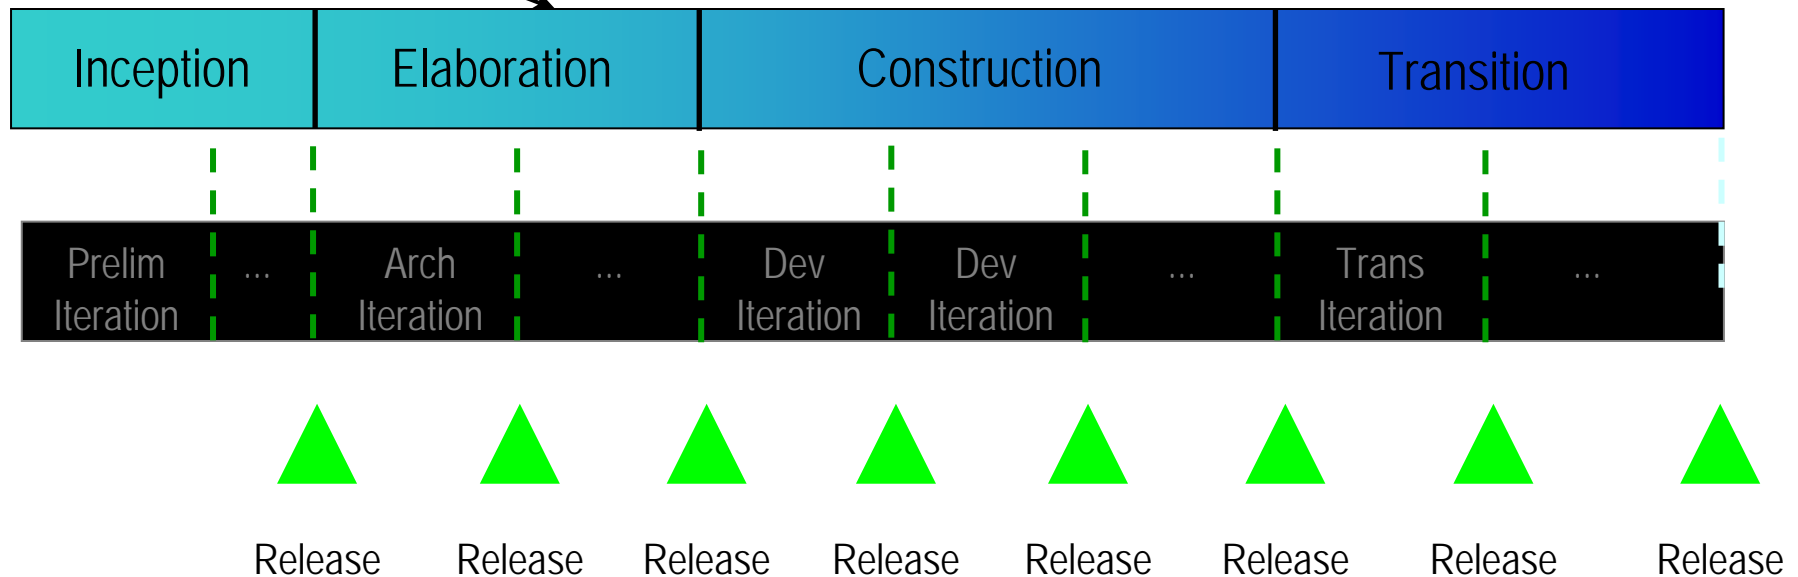 Inception Elaboration Construction Transition
Prelim ... Arch ... Dev Dev ... Trans ...
Iteration Iteration Iteration Iteration Iteration
Release Release Release Release Release Release Release Release